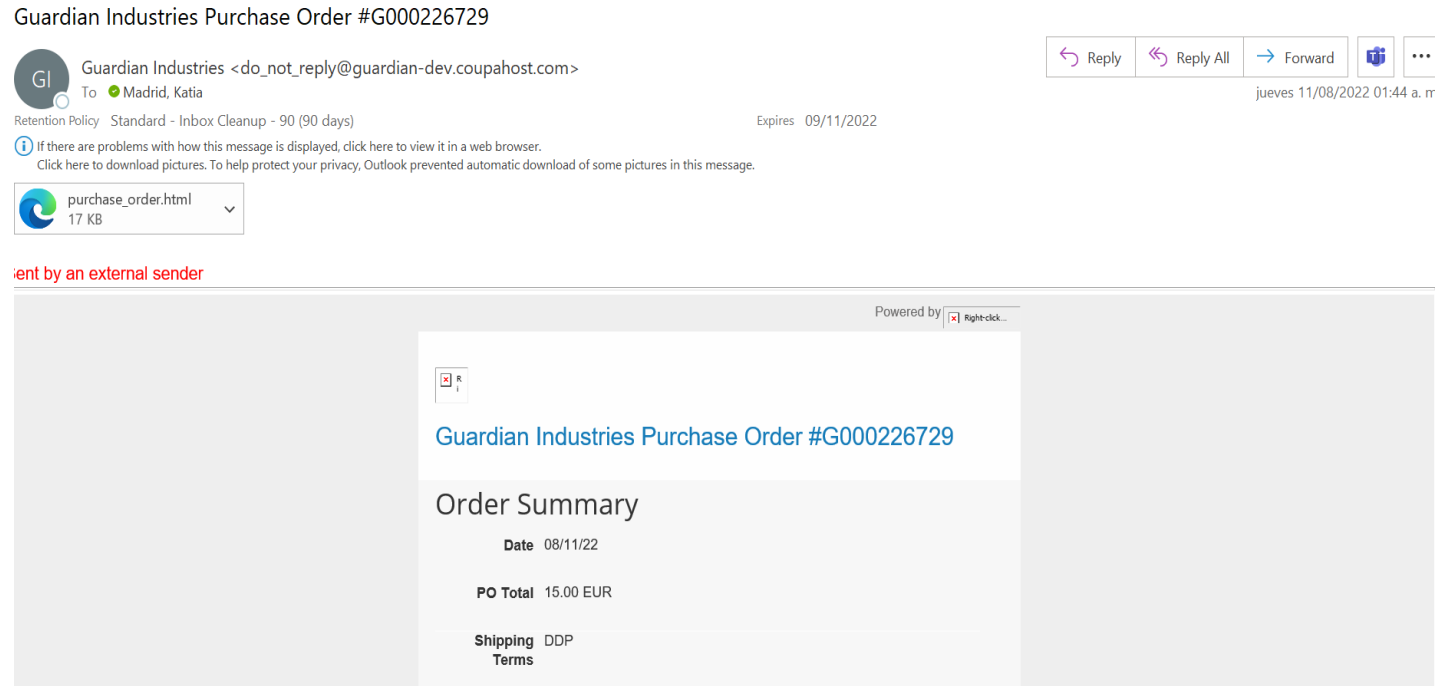 Guardian Industries Purchase Order #G000226729
GI
Guardian Industries <do_not_reply@guardian-dev.coupahost.com>
To Madrid, Katia
Reply
Reply All
Forward
jueves 11/08/2022 01:44 a. m
Retention Policy Standard - Inbox Cleanup - 90 (90 days)
Expires 09/11/2022
If there are problems with how this message is displayed, click here to view it in a web browser.
Click here to download pictures. To help protect your privacy, Outlook prevented automatic download of some pictures in this message.
purchase_order.html
17 KB
ent by an external sender
Powered by
Right-click...
R
i
Guardian Industries Purchase Order #G000226729
Order Summary
Date 08/11/22
PO Total 15.00 EUR
Shipping DDP
Terms